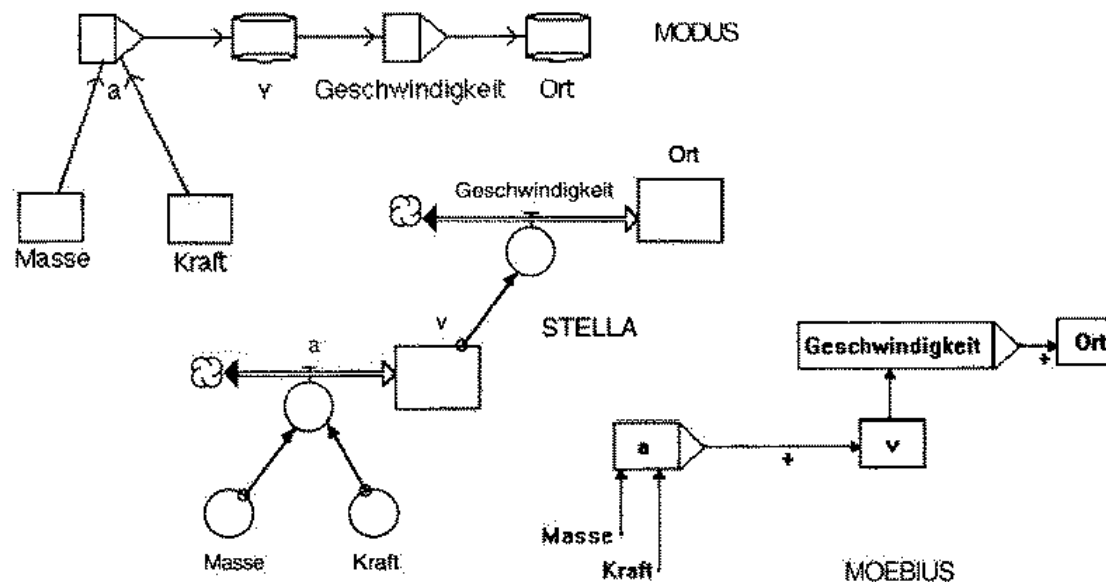 MODUS
a
v
Geschwindigkeit
Ort
Masse
Kraft
Ort
Geschwindigkeit
v
STELLA
a
Masse
Kraft
Geschwindigkeit
Ort
+
a
v
+
Masse
Kraft
MOEBIUS